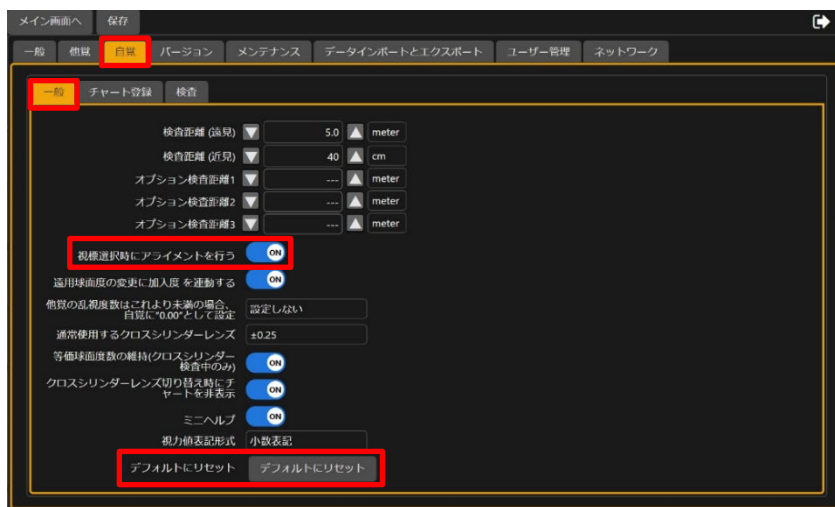 メイン画面へ 保存
一般 他覚 自覚 バージョン メンテナンス データインポートとエクスポート ユーザー管理 ネットワーク
一般 チャート登録 検査
検査距離 (遠見) 5.0 meter
検査距離 (近見) 40 cm
オプション検査距離1 --- meter
オプション検査距離2 --- meter
オプション検査距離3 --- meter
視標選択時にアライメントを行う ON
遠用球面度の変更に加入度 を連動する ON
他覚の乱視度数はこれより未満の場合、
自覚に"0.00"として設定 設定しない
通常使用するクロスシリンダーレンズ ±0.25
等価球面度数の維持(クロスシリンダー
検査中のみ) ON
クロスシリンダーレンズ切り替え時にチ
ャートを非表示 ON
ミニヘルプ ON
視力値表記形式 小数表記
デフォルトにリセット デフォルトにリセット